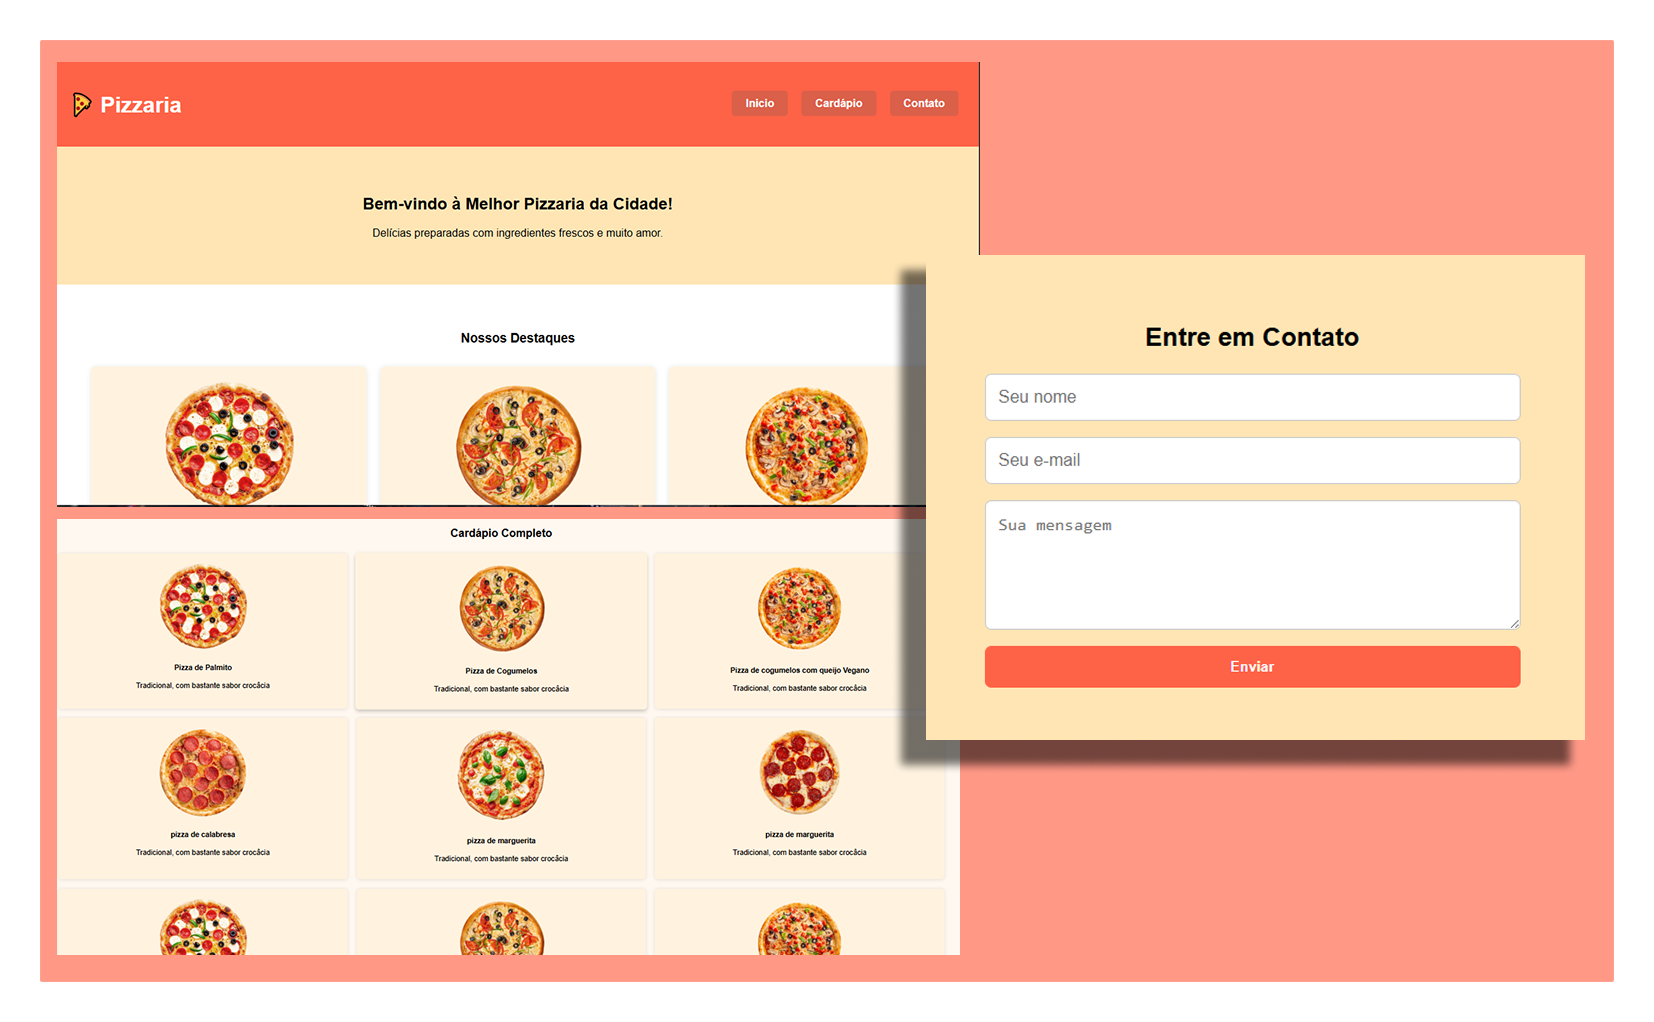 Pizzaria
Inicio
Cardápio
Contato
Bem-vindo à Melhor Pizzaria da Cidade!
Delícias preparadas com ingredientes frescos e muito amor.
Nossos Destaques
Entre em Contato
Seu nome
Seu e-mail
Sua mensagem
Enviar
Cardápio Completo
Pizza de Palmito
Tradicional, com bastante sabor crocâcia
Pizza de Cogumelos
Tradicional, com bastante sabor crocâcia
Pizza de cogumelos com queijo Vegano
Tradicional, com bastante sabor crocâcia
pizza de calabresa
Tradicional, com bastante sabor crocâcia
pizza de marguerita
Tradicional, com bastante sabor crocâcia
pizza de marguerita
Tradicional, com bastante sabor crocâcia